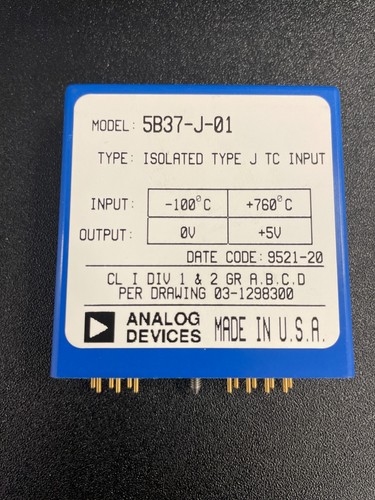 MODEL: 5B37-J-01
TYPE: ISOLATED TYPE J TC INPUT
INPUT: -100°C +760°C
OUTPUT: 0V +5V
DATE CODE: 9521-20
CL I DIV 1 & 2 GR A.B.C.D
PER DRAWING 03-1298300
ANALOG DEVICES MADE IN U.S.A.